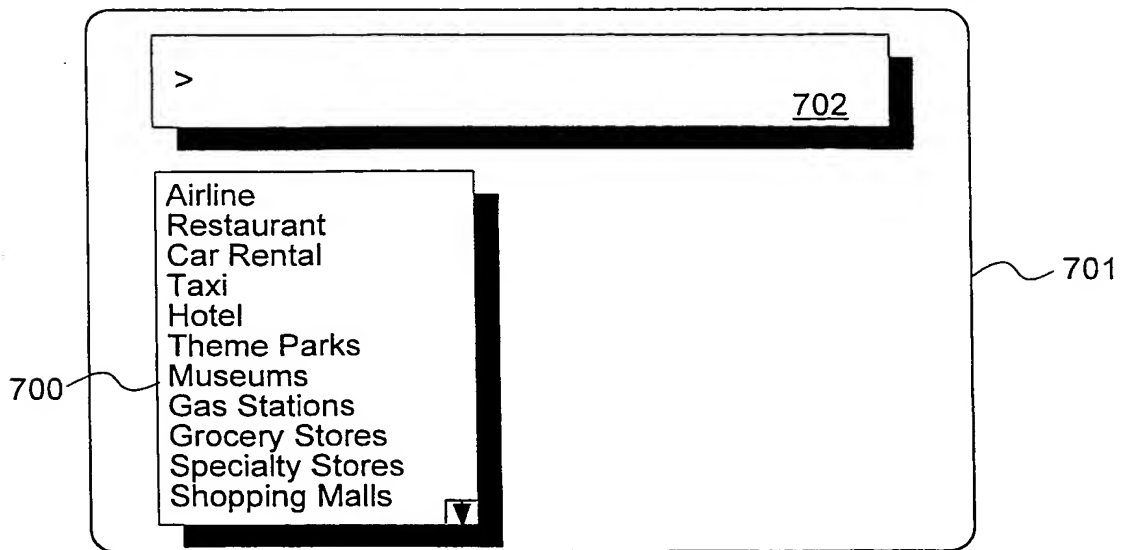 >
702
Airline
Restaurant
Car Rental
Taxi
Hotel
Theme Parks
Museums
Gas Stations
Grocery Stores
Specialty Stores
Shopping Malls
700
701